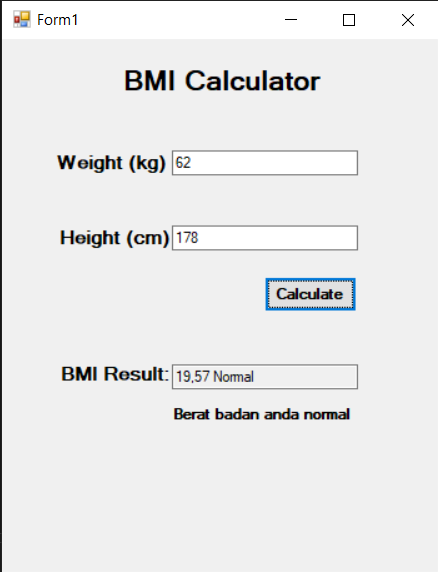 Form1
BMI Calculator
Weight (kg) 62
Height (cm) 178
Calculate
BMI Result: 19,57 Normal
Berat badan anda normal